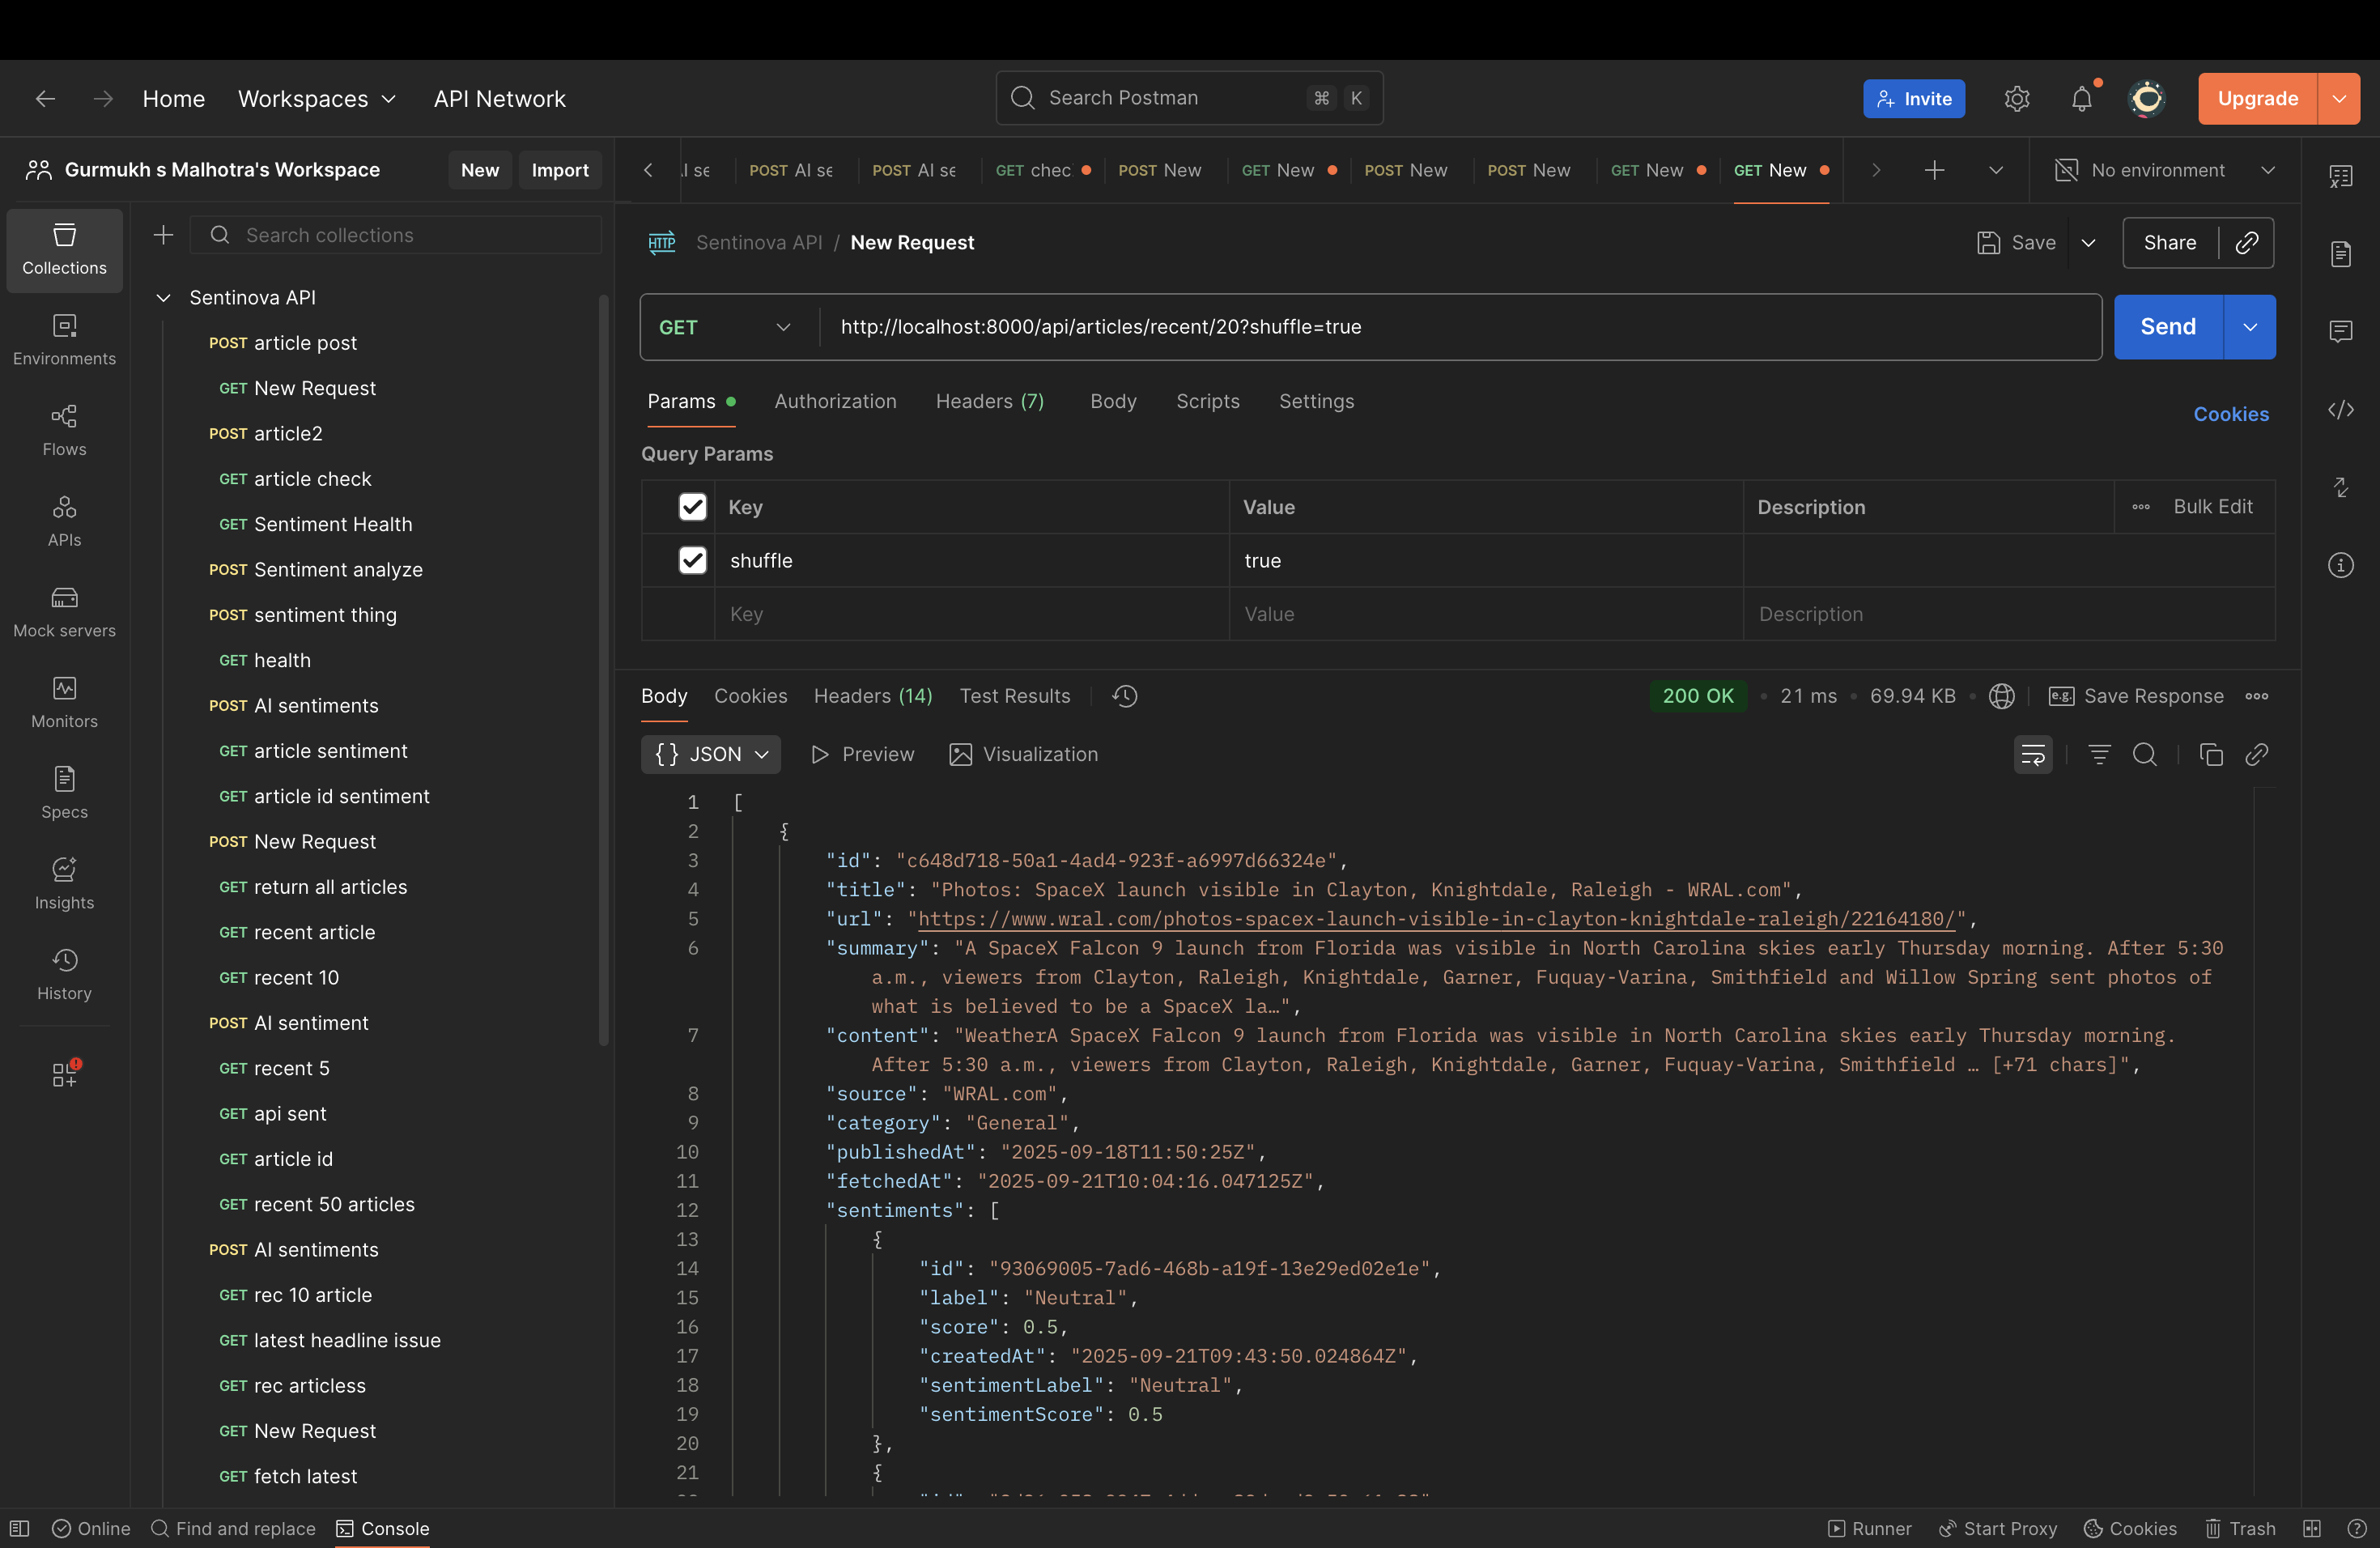 Home Workspaces API Network
Search Postman ⌘ K
Invite Upgrade
Gurmukh s Malhotra's Workspace New Import
POST AI se POST AI se GET chec POST New GET New POST New POST New GET New GET New
No environment
Collections
Environments
Flows
APIs
Mock servers
Monitors
Specs
Insights
History
Search collections
Sentinova API
POST article post
GET New Request
POST article2
GET article check
GET Sentiment Health
POST Sentiment analyze
POST sentiment thing
GET health
POST AI sentiments
GET article sentiment
GET article id sentiment
POST New Request
GET return all articles
GET recent article
GET recent 10
POST AI sentiment
GET recent 5
GET api sent
GET article id
GET recent 50 articles
POST AI sentiments
GET rec 10 article
GET latest headline issue
GET rec articless
GET New Request
GET fetch latest
HTTP Sentinova API / New Request
Save Share
GET http://localhost:8000/api/articles/recent/20?shuffle=true
Send
Params Authorization Headers (7) Body Scripts Settings
Cookies
Query Params
Key Value Description Bulk Edit
shuffle true
Key Value Description
Body Cookies Headers (14) Test Results
200 OK • 21 ms • 69.94 KB • e.g. Save Response
{} JSON Preview Visualization
1 [
2 {
3 "id": "c648d718-50a1-4ad4-923f-a6997d66324e",
4 "title": "Photos: SpaceX launch visible in Clayton, Knightdale, Raleigh - WRAL.com",
5 "url": "https://www.wral.com/photos-spacex-launch-visible-in-clayton-knightdale-raleigh/22164180/",
6 "summary": "A SpaceX Falcon 9 launch from Florida was visible in North Carolina skies early Thursday morning. After 5:30
a.m., viewers from Clayton, Raleigh, Knightdale, Garner, Fuquay-Varina, Smithfield and Willow Spring sent photos of
what is believed to be a SpaceX la…",
7 "content": "WeatherA SpaceX Falcon 9 launch from Florida was visible in North Carolina skies early Thursday morning.
After 5:30 a.m., viewers from Clayton, Raleigh, Knightdale, Garner, Fuquay-Varina, Smithfield … [+71 chars]",
8 "source": "WRAL.com",
9 "category": "General",
10 "publishedAt": "2025-09-18T11:50:25Z",
11 "fetchedAt": "2025-09-21T10:04:16.047125Z",
12 "sentiments": [
13 {
14 "id": "93069005-7ad6-468b-a19f-13e29ed02e1e",
15 "label": "Neutral",
16 "score": 0.5,
17 "createdAt": "2025-09-21T09:43:50.024864Z",
18 "sentimentLabel": "Neutral",
19 "sentimentScore": 0.5
20 },
21 {
Online Find and replace Console
Runner Start Proxy Cookies Trash